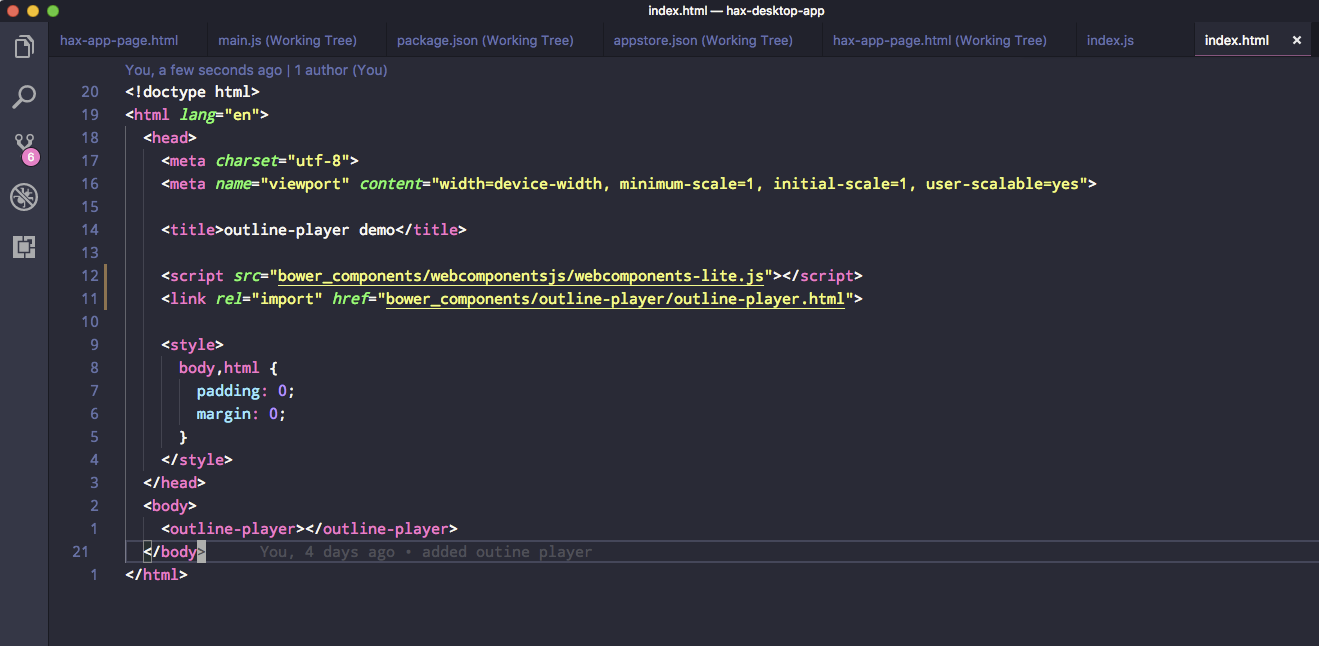 index.html — hax-desktop-app
hax-app-page.html main.js (Working Tree) package.json (Working Tree) appstore.json (Working Tree) hax-app-page.html (Working Tree) index.js index.html ×
You, a few seconds ago | 1 author (You)
20 <!doctype html>
19 <html lang="en">
18 <head>
17 <meta charset="utf-8">
16 <meta name="viewport" content="width=device-width, minimum-scale=1, initial-scale=1, user-scalable=yes">
15
14 <title>outline-player demo</title>
13
12 <script src="bower_components/webcomponentsjs/webcomponents-lite.js"></script>
11 <link rel="import" href="bower_components/outline-player/outline-player.html">
10
9 <style>
8 body,html {
7 padding: 0;
6 margin: 0;
5 }
4 </style>
3 </head>
2 <body>
1 <outline-player></outline-player>
21 </body> You, 4 days ago • added outine player
1 </html>
6